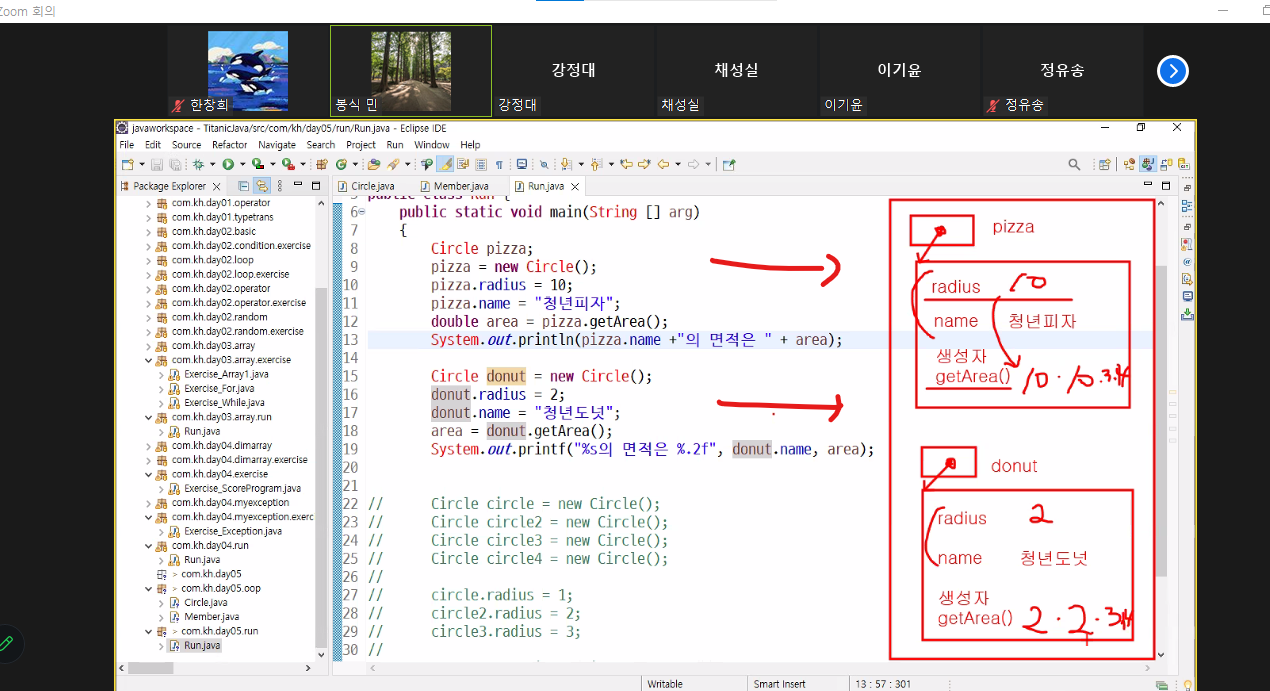 Zoom 회의
강정대
채성실
이기윤
정유송
한창희
봉식 민
강정대
채성실
이기윤
정유송
javaworkspace - TitanicJava/src/com/kh/day05/run/Run.java - Eclipse IDE
File Edit Source Refactor Navigate Search Project Run Window Help
Package Explorer
Circle.java
Member.java
Run.java
com.kh.day01.operator
com.kh.day01.typetrans
com.kh.day02.basic
com.kh.day02.condition.exercise
com.kh.day02.loop
com.kh.day02.loop.exercise
com.kh.day02.operator
com.kh.day02.operator.exercise
com.kh.day02.random
com.kh.day02.random.exercise
com.kh.day03.array
com.kh.day03.array.exercise
Exercise_Array1.java
Exercise_For.java
Exercise_While.java
com.kh.day03.array.run
Run.java
com.kh.day04.dimarray
com.kh.day04.dimarray.exercise
com.kh.day04.exercise
Exercise_ScoreProgram.java
com.kh.day04.myexception
com.kh.day04.myexception.exerc
Exercise_Exception.java
com.kh.day04.run
Run.java
> com.kh.day05
> com.kh.day05.oop
Circle.java
Member.java
> com.kh.day05.run
Run.java
5 public class Run {
6 public static void main(String [] arg)
7 {
8 Circle pizza;
9 pizza = new Circle();
10 pizza.radius = 10;
11 pizza.name = "청년피자";
12 double area = pizza.getArea();
13 System.out.println(pizza.name +"의 면적은 " + area);
14
15 Circle donut = new Circle();
16 donut.radius = 2;
17 donut.name = "청년도넛";
18 area = donut.getArea();
19 System.out.printf("%s의 면적은 %.2f", donut.name, area);
20
21
22 // Circle circle = new Circle();
23 // Circle circle2 = new Circle();
24 // Circle circle3 = new Circle();
25 // Circle circle4 = new Circle();
26 //
27 // circle.radius = 1;
28 // circle2.radius = 2;
29 // circle3.radius = 3;
30 //
pizza
radius 10
name 청년피자
생성자
getArea() 10 · 10 · 3.14
donut
radius 2
name 청년도넛
생성자
getArea() 2 · 2 · 3.14
Writable
Smart Insert
13 : 57 : 301